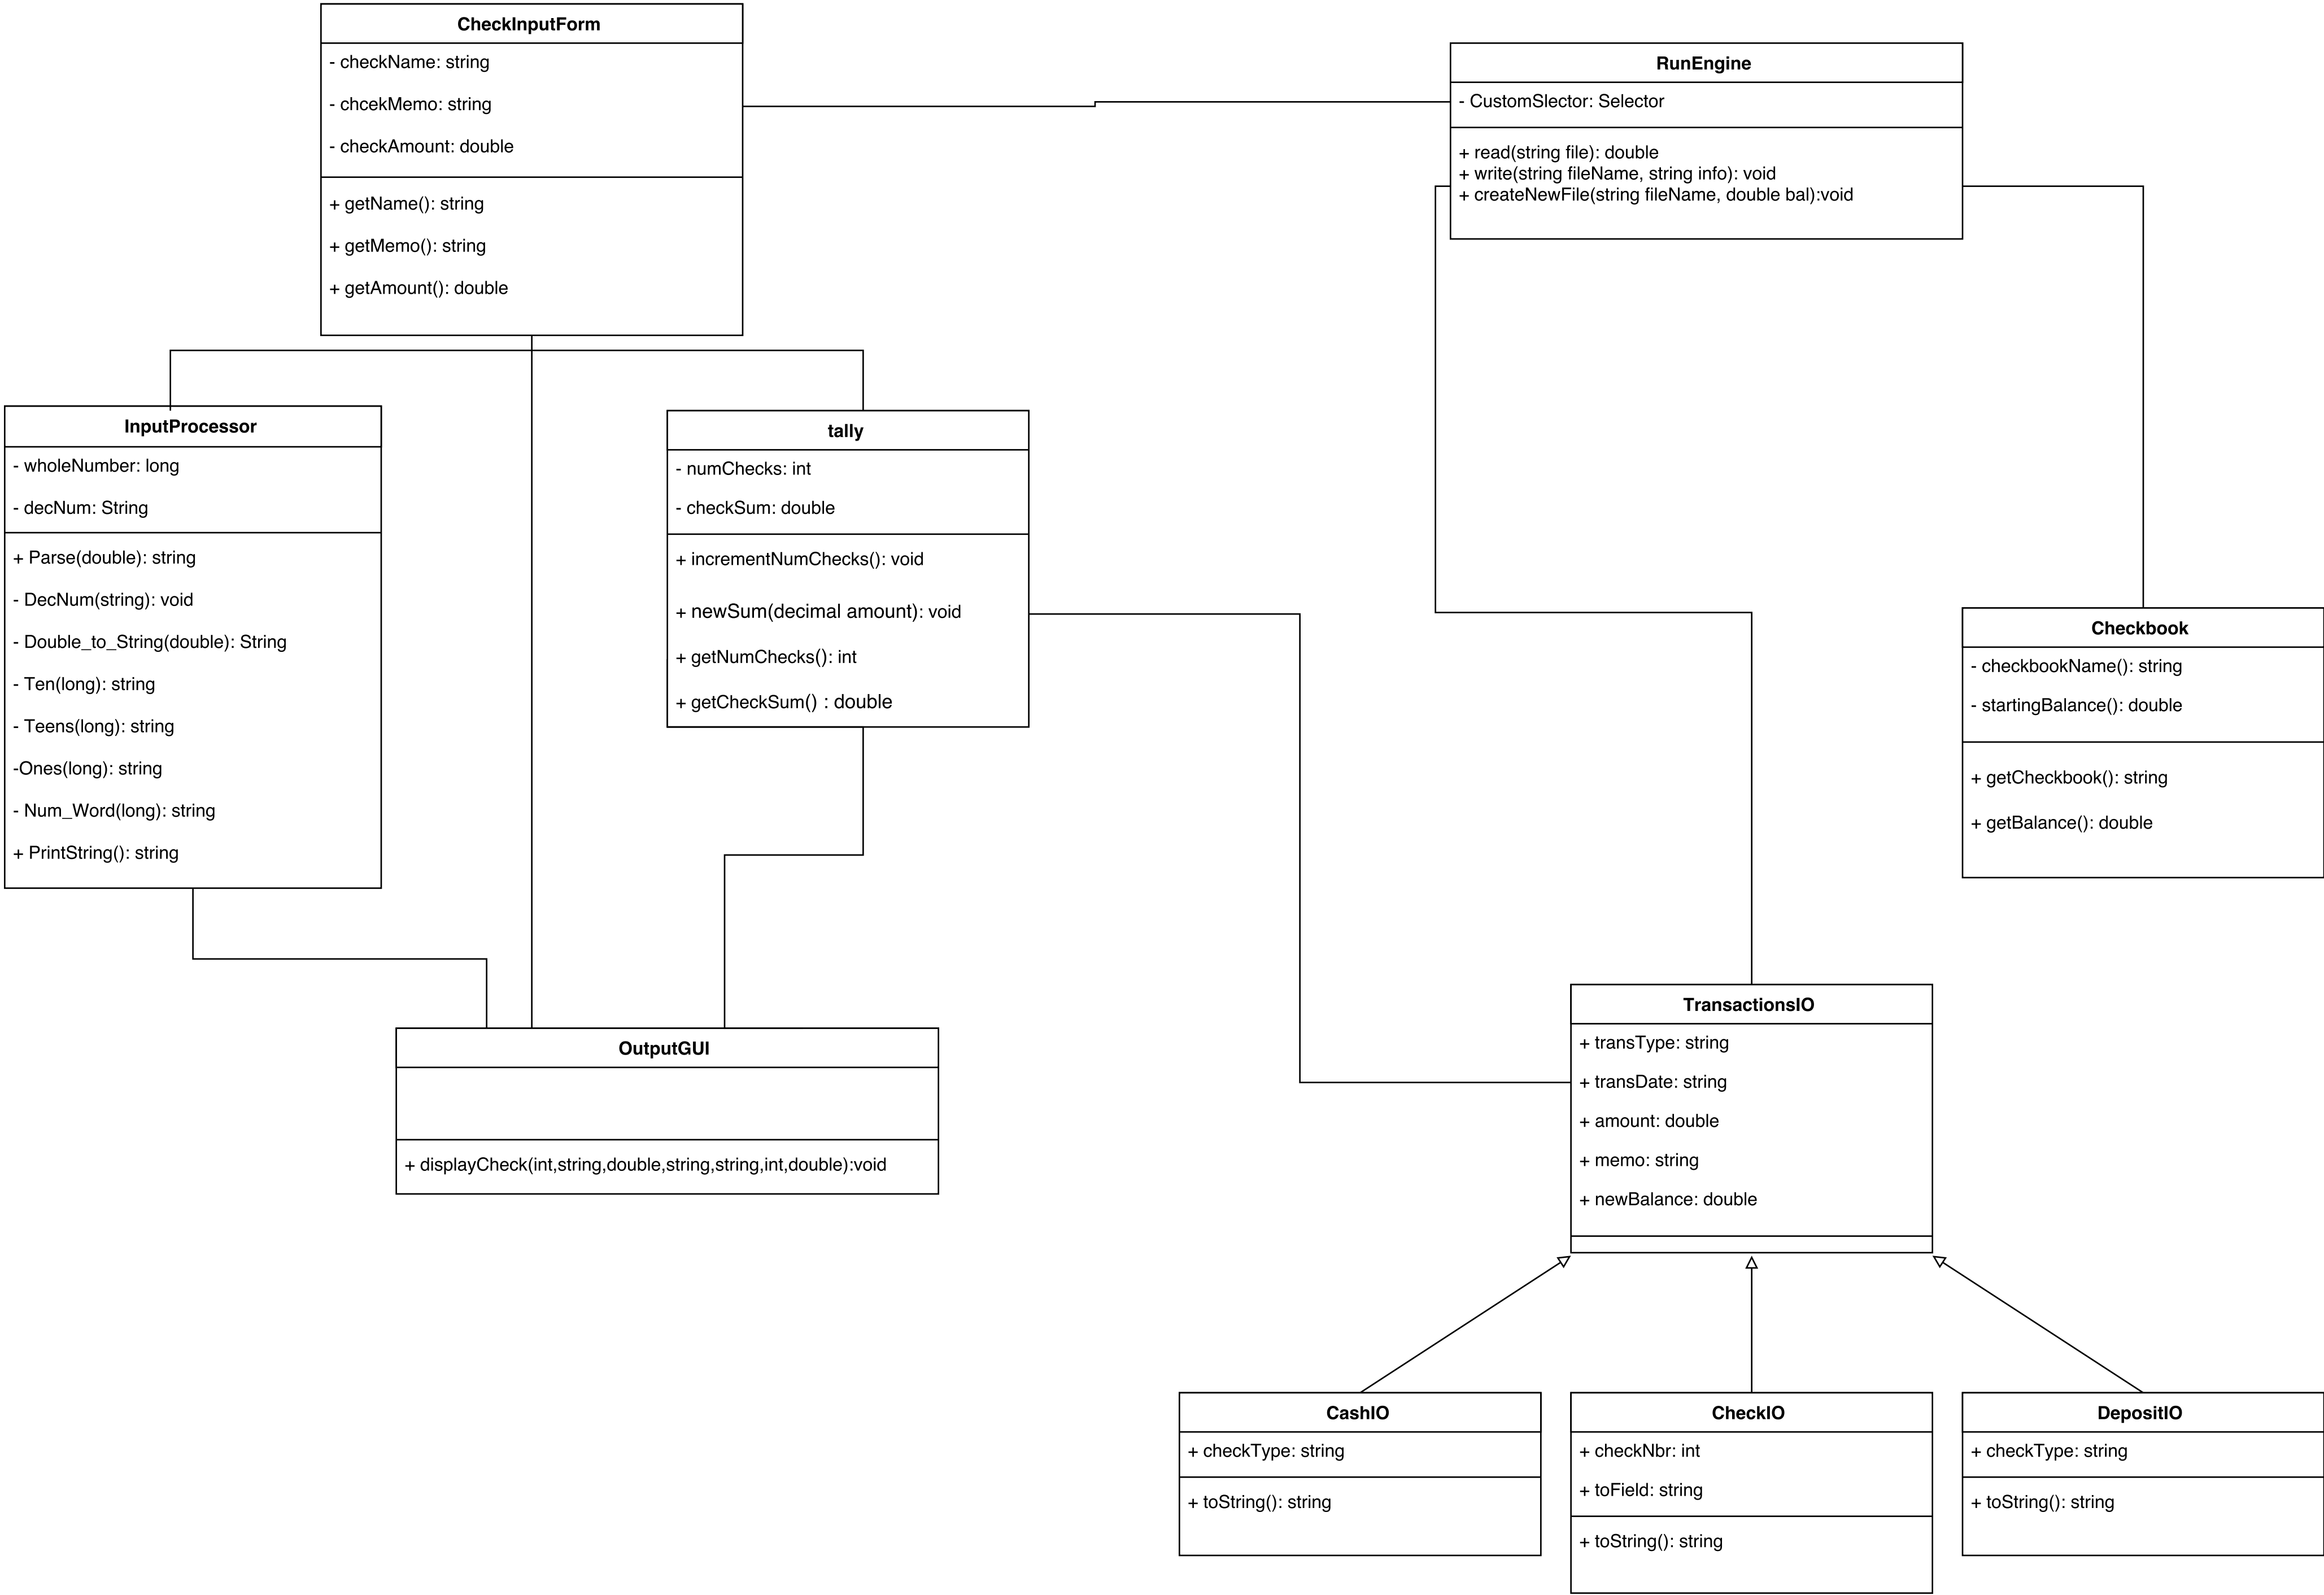 CheckInputForm
- checkName: string
- chcekMemo: string
- checkAmount: double
+ getName(): string
+ getMemo(): string
+ getAmount(): double
RunEngine
- CustomSlector: Selector
+ read(string file): double
+ write(string fileName, string info): void
+ createNewFile(string fileName, double bal):void
InputProcessor
- wholeNumber: long
- decNum: String
+ Parse(double): string
- DecNum(string): void
- Double_to_String(double): String
- Ten(long): string
- Teens(long): string
-Ones(long): string
- Num_Word(long): string
+ PrintString(): string
tally
- numChecks: int
- checkSum: double
+ incrementNumChecks(): void
+ newSum(decimal amount): void
+ getNumChecks(): int
+ getCheckSum() : double
Checkbook
- checkbookName(): string
- startingBalance(): double
+ getCheckbook(): string
+ getBalance(): double
OutputGUI
+ displayCheck(int,string,double,string,string,int,double):void
TransactionsIO
+ transType: string
+ transDate: string
+ amount: double
+ memo: string
+ newBalance: double
CashIO
+ checkType: string
+ toString(): string
CheckIO
+ checkNbr: int
+ toField: string
+ toString(): string
DepositIO
+ checkType: string
+ toString(): string